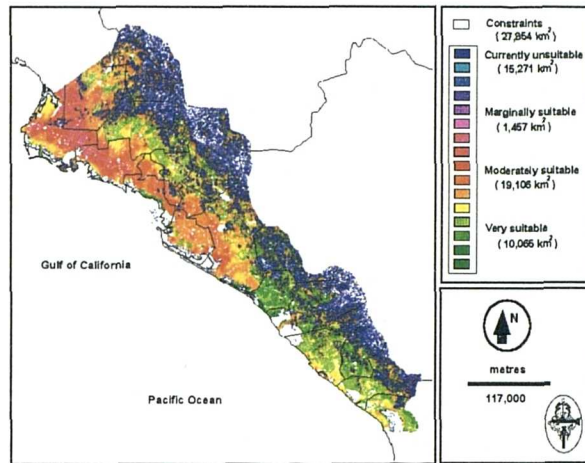 Constraints
( 27,854 km²)
Currently unsuitable
( 15,271 km²)
Marginally suitable
( 1,457 km²)
Moderately suitable
( 19,106 km²)
Very suitable
( 10,065 km²)
Gulf of California
Pacific Ocean
N
metres
117,000